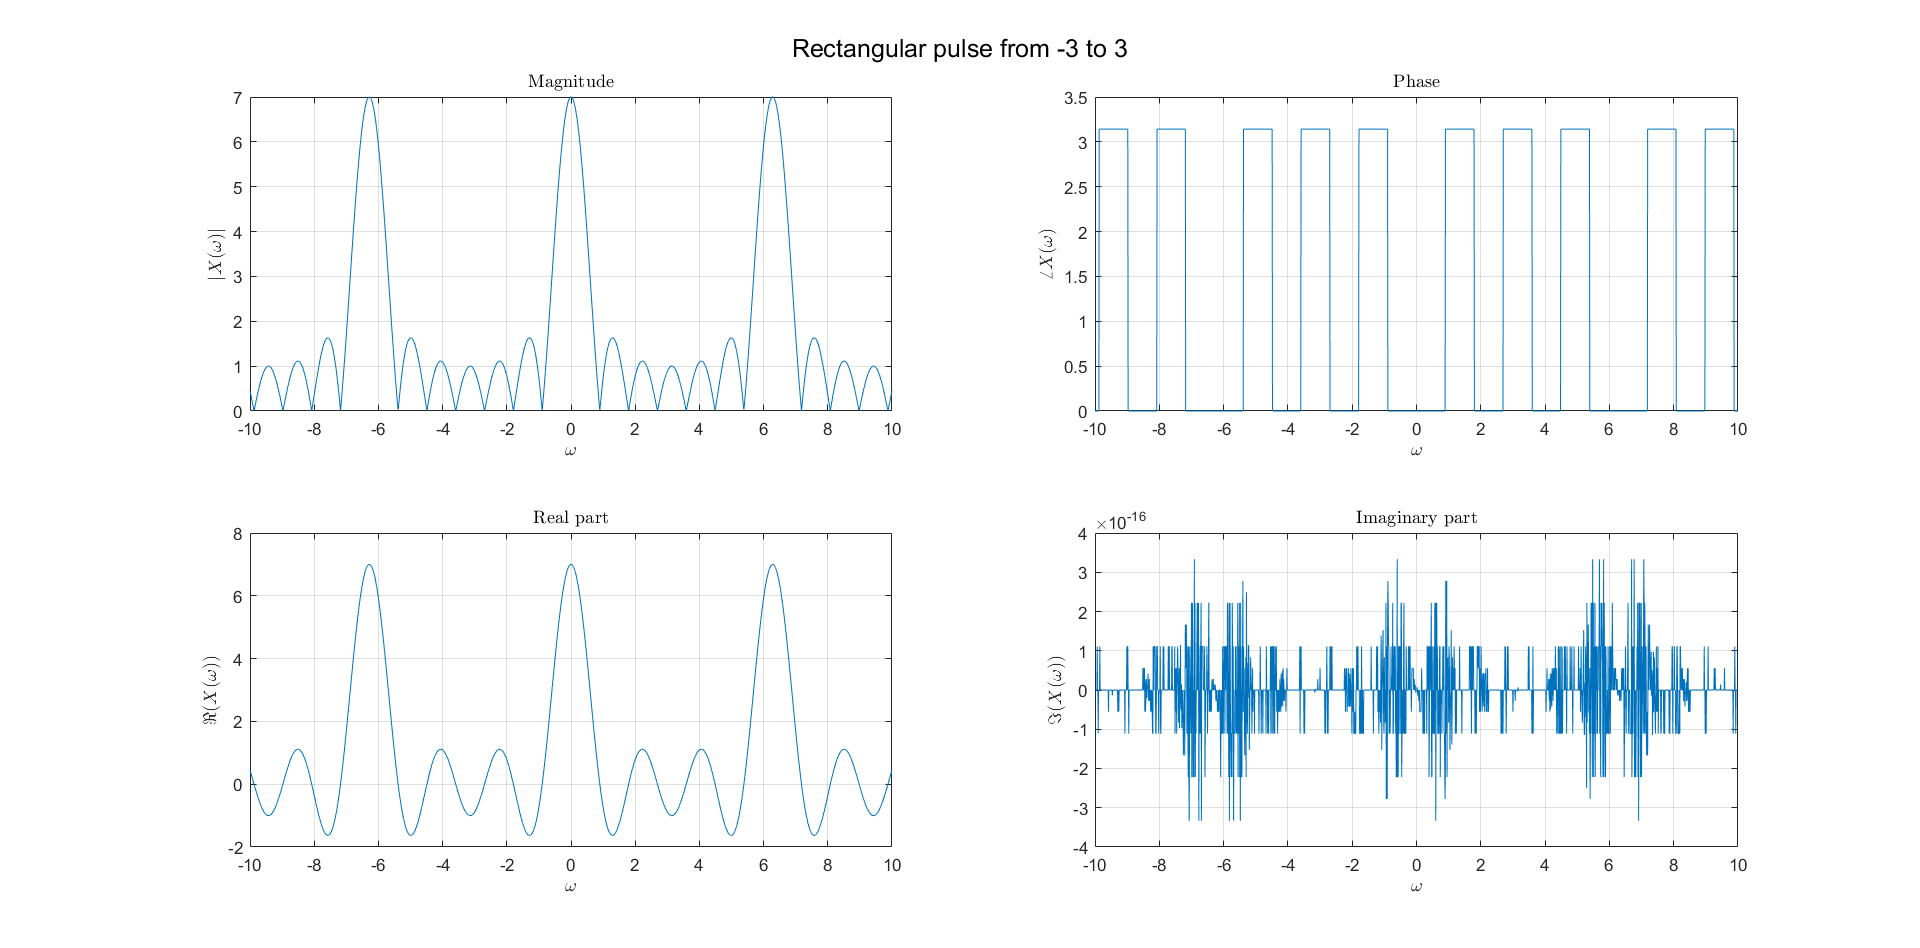 Rectangular pulse from -3 to 3
Magnitude
|X(ω)|
7
6
5
4
3
2
1
0
-10 -8 -6 -4 -2 0 2 4 6 8 10
ω
Phase
∠X(ω)
3.5
3
2.5
2
1.5
1
0.5
0
-10 -8 -6 -4 -2 0 2 4 6 8 10
ω
Real part
ℜ(X(ω))
8
6
4
2
0
-2
-10 -8 -6 -4 -2 0 2 4 6 8 10
ω
×10⁻¹⁶
Imaginary part
ℑ(X(ω))
4
3
2
1
0
-1
-2
-3
-4
-10 -8 -6 -4 -2 0 2 4 6 8 10
ω